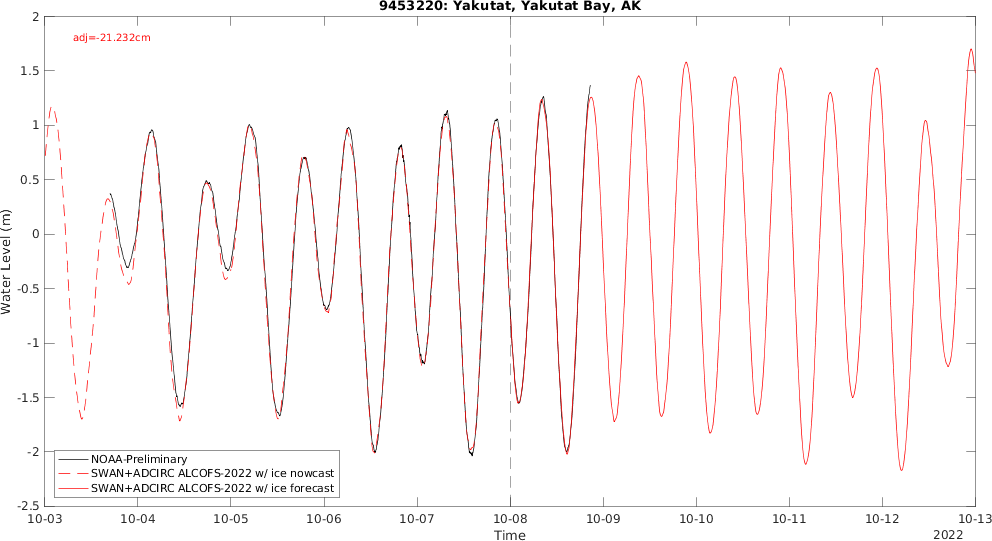 9453220: Yakutat, Yakutat Bay, AK
adj=-21.232cm
2
1.5
1
0.5
0
-0.5
-1
-1.5
-2
-2.5
Water Level (m)
NOAA-Preliminary
SWAN+ADCIRC ALCOFS-2022 w/ ice nowcast
SWAN+ADCIRC ALCOFS-2022 w/ ice forecast
10-03 10-04 10-05 10-06 10-07 10-08 10-09 10-10 10-11 10-12 10-13
Time
2022